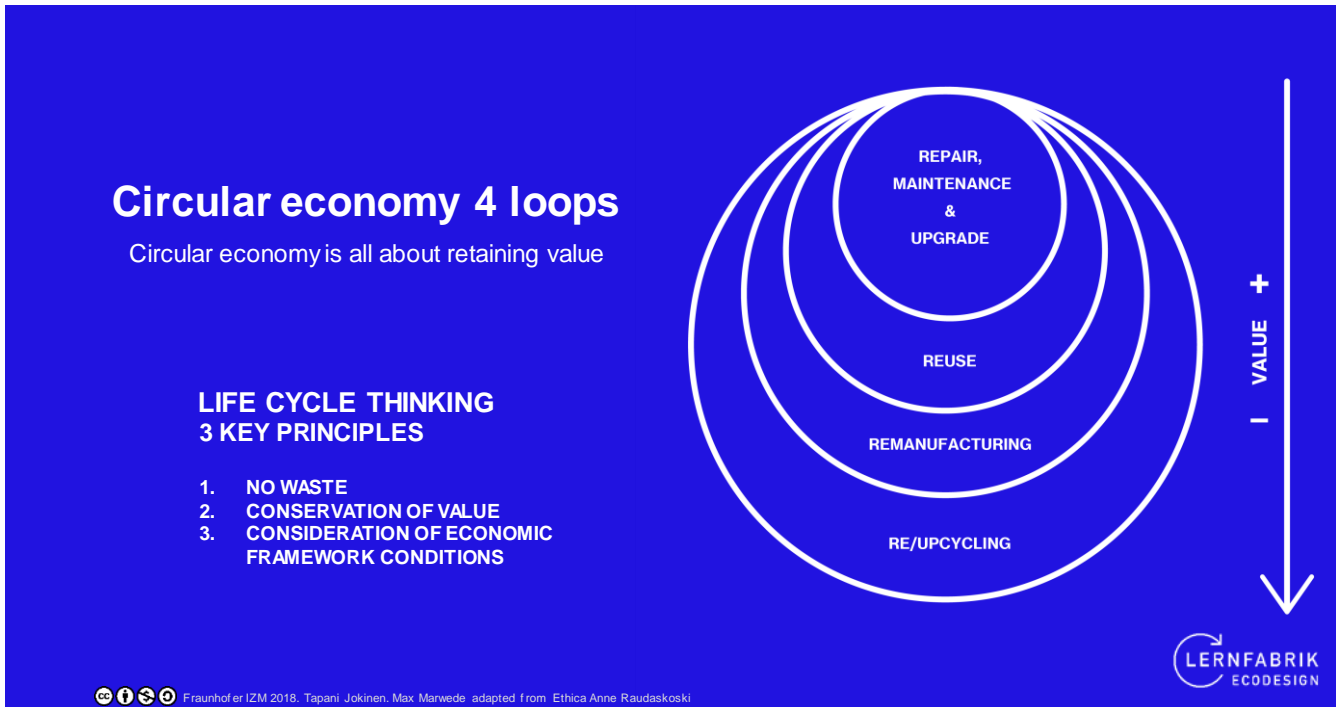 Circular economy 4 loops
Circular economy is all about retaining value
LIFE CYCLE THINKING
3 KEY PRINCIPLES
1. NO WASTE
2. CONSERVATION OF VALUE
3. CONSIDERATION OF ECONOMIC
FRAMEWORK CONDITIONS
REPAIR,
MAINTENANCE
&
UPGRADE
REUSE
REMANUFACTURING
RE/UPCYCLING
– VALUE +
LERNFABRIK
ECODESIGN
cc Fraunhofer IZM 2018. Tapani Jokinen. Max Marwede adapted from Ethica Anne Raudaskoski